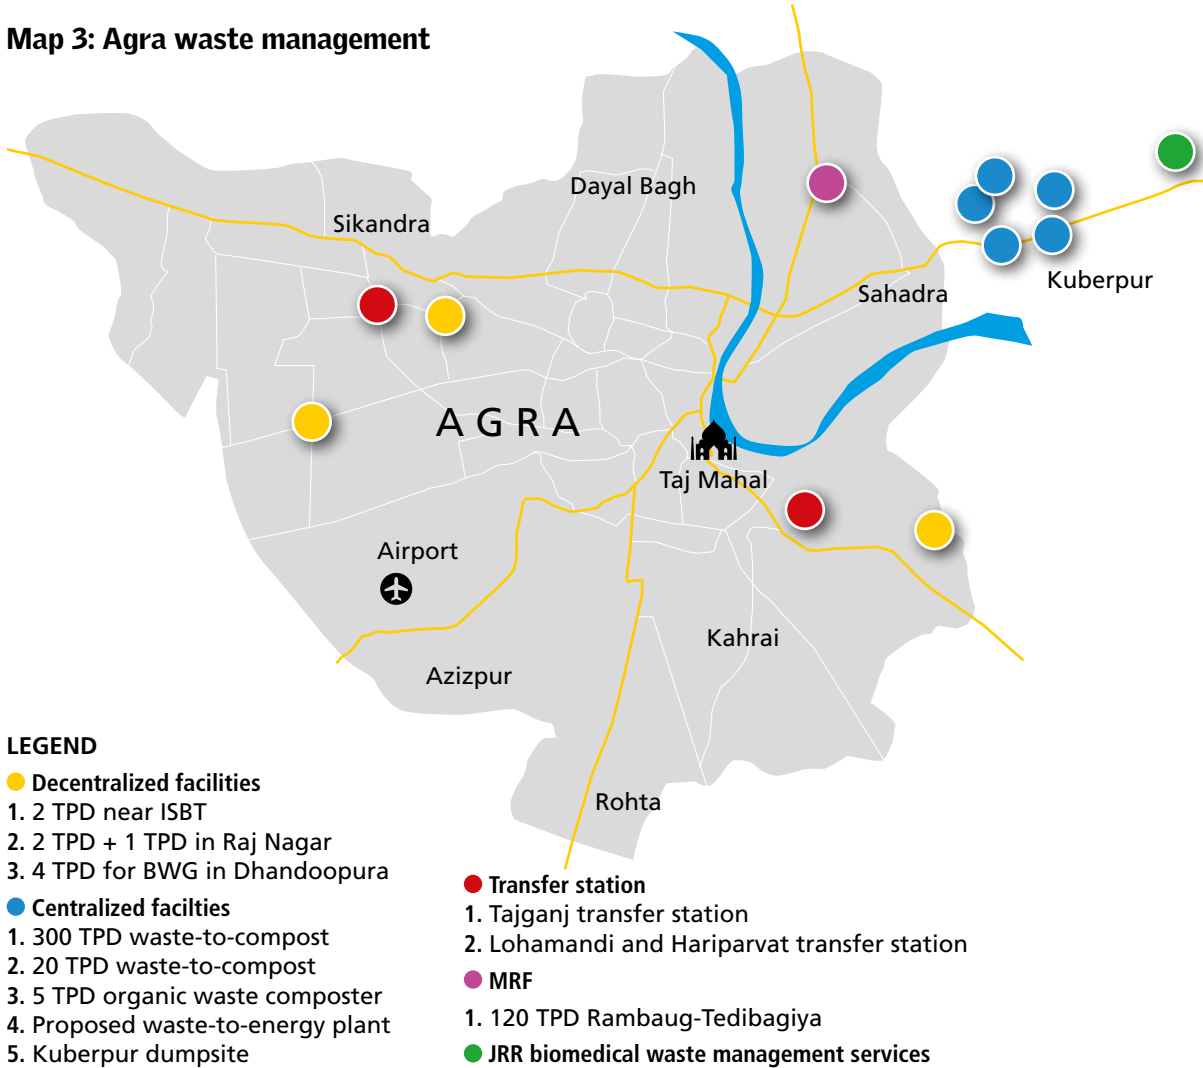 Map 3: Agra waste management
Dayal Bagh
Sikandra
Kuberpur
Sahadra
AGRA
Taj Mahal
Airport
Kahrai
Azizpur
Rohta
LEGEND
Decentralized facilities
1. 2 TPD near ISBT
2. 2 TPD + 1 TPD in Raj Nagar
3. 4 TPD for BWG in Dhandoopura
Centralized facilties
1. 300 TPD waste-to-compost
2. 20 TPD waste-to-compost
3. 5 TPD organic waste composter
4. Proposed waste-to-energy plant
5. Kuberpur dumpsite
Transfer station
1. Tajganj transfer station
2. Lohamandi and Hariparvat transfer station
MRF
1. 120 TPD Rambaug-Tedibagiya
JRR biomedical waste management services